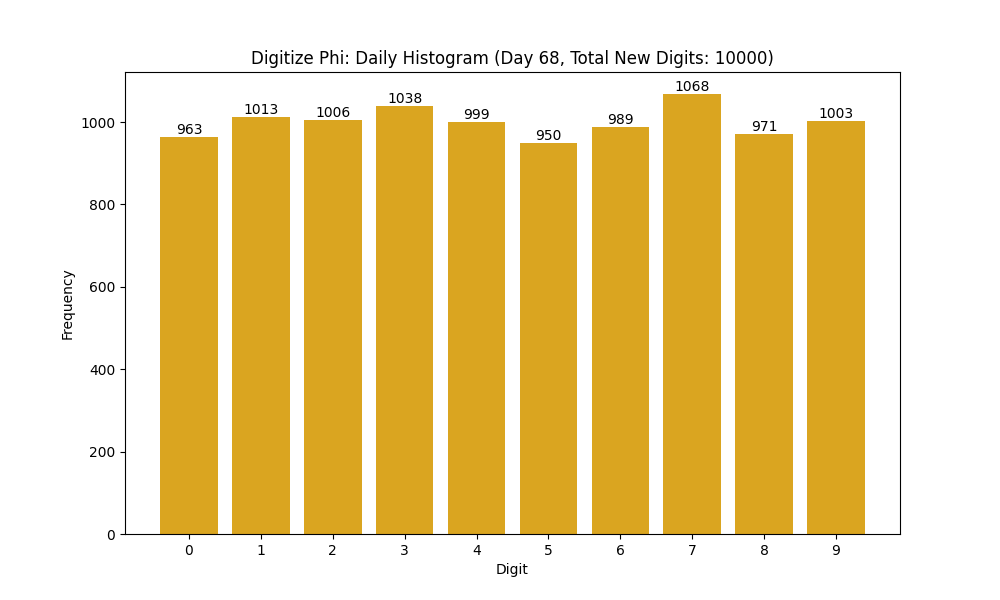 Digitize Phi: Daily Histogram (Day 68, Total New Digits: 10000)
963 1013 1006 1038 999 950 989 1068 971 1003
1000
800
600
400
200
0
Frequency
0 1 2 3 4 5 6 7 8 9
Digit